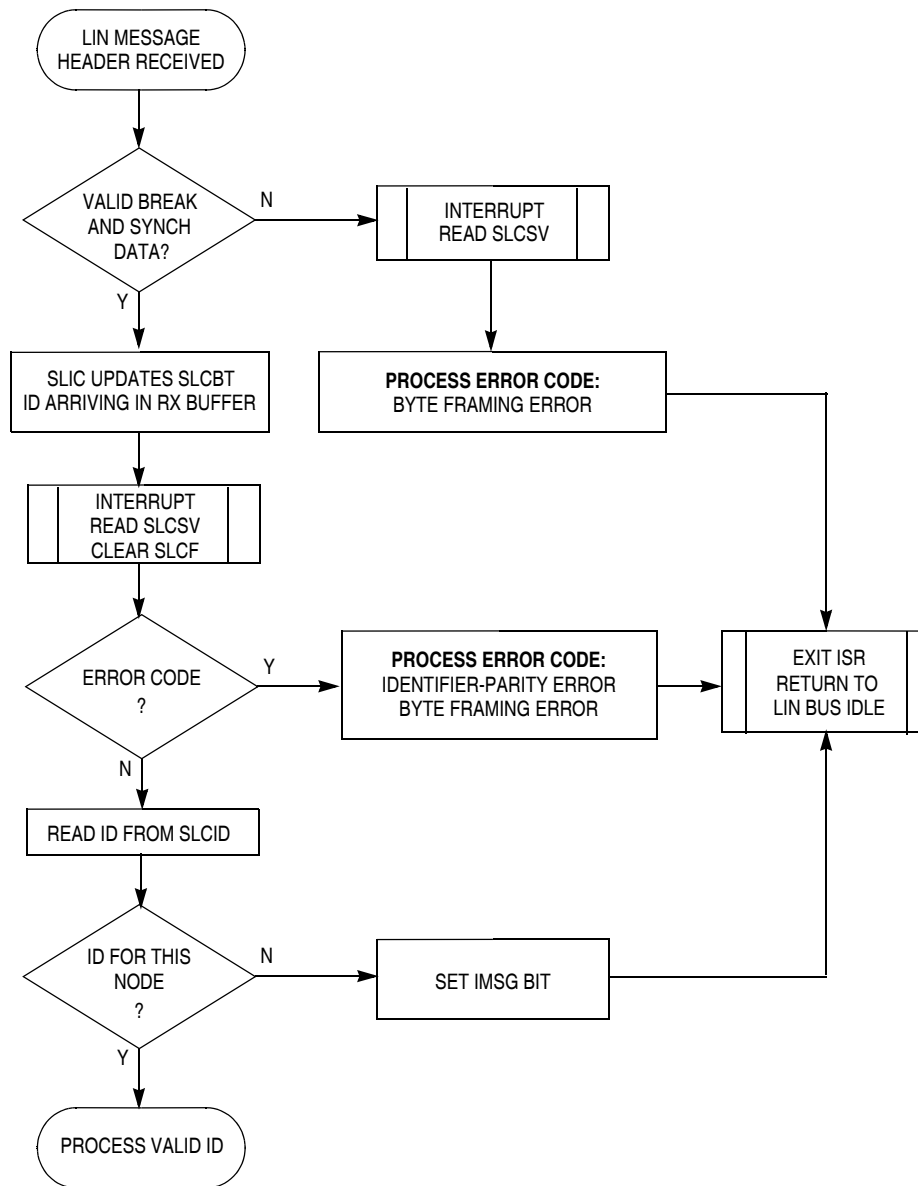 LIN MESSAGE
HEADER RECEIVED
VALID BREAK
AND SYNCH
DATA?
N
Y
INTERRUPT
READ SLCSV
SLIC UPDATES SLCBT
ID ARRIVING IN RX BUFFER
PROCESS ERROR CODE:
BYTE FRAMING ERROR
INTERRUPT
READ SLCSV
CLEAR SLCF
ERROR CODE
?
Y
N
PROCESS ERROR CODE:
IDENTIFIER-PARITY ERROR
BYTE FRAMING ERROR
EXIT ISR
RETURN TO
LIN BUS IDLE
READ ID FROM SLCID
ID FOR THIS
NODE
?
N
Y
SET IMSG BIT
PROCESS VALID ID